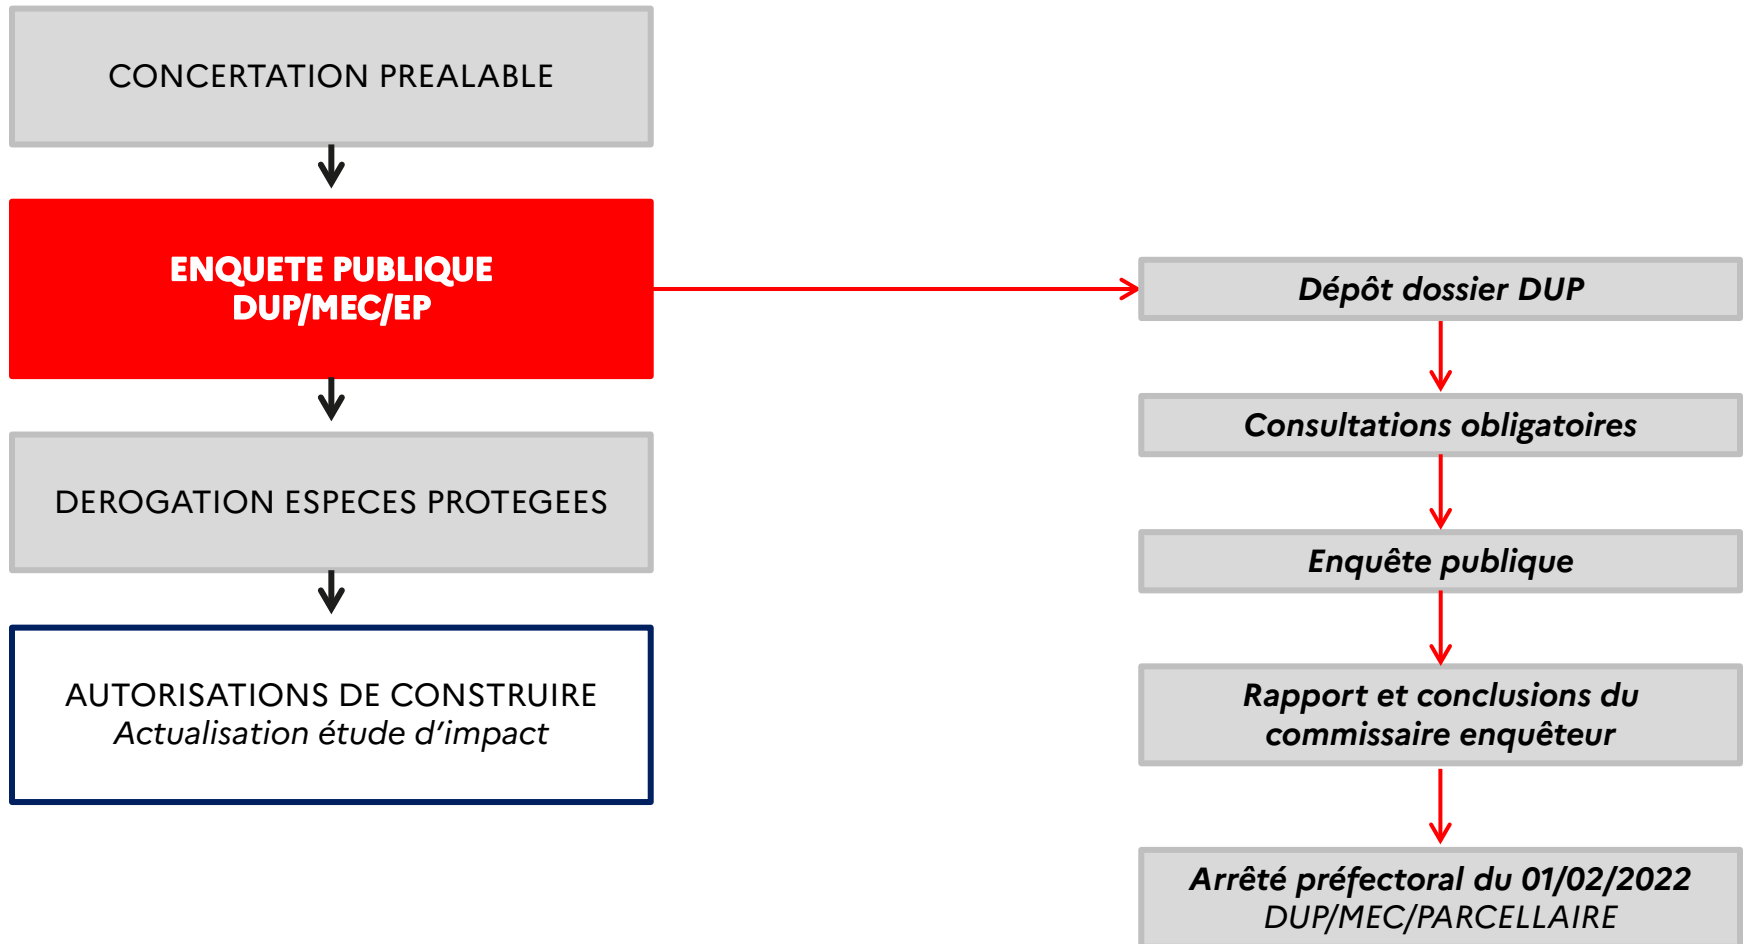 CONCERTATION PREALABLE
ENQUETE PUBLIQUE
DUP/MEC/EP
DEROGATION ESPECES PROTEGEES
AUTORISATIONS DE CONSTRUIRE
Actualisation étude d'impact
Dépôt dossier DUP
Consultations obligatoires
Enquête publique
Rapport et conclusions du
commissaire enquêteur
Arrêté préfectoral du 01/02/2022
DUP/MEC/PARCELLAIRE